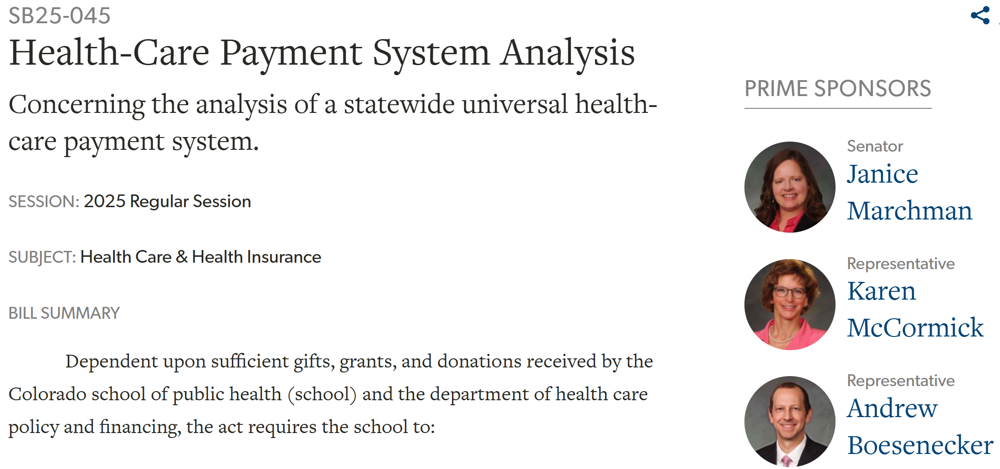 SB25-045
Health-Care Payment System Analysis
Concerning the analysis of a statewide universal health-
care payment system.
SESSION: 2025 Regular Session
SUBJECT: Health Care & Health Insurance
BILL SUMMARY
Dependent upon sufficient gifts, grants, and donations received by the
Colorado school of public health (school) and the department of health care
policy and financing, the act requires the school to:
PRIME SPONSORS
Senator
Janice
Marchman
Representative
Karen
McCormick
Representative
Andrew
Boesenecker